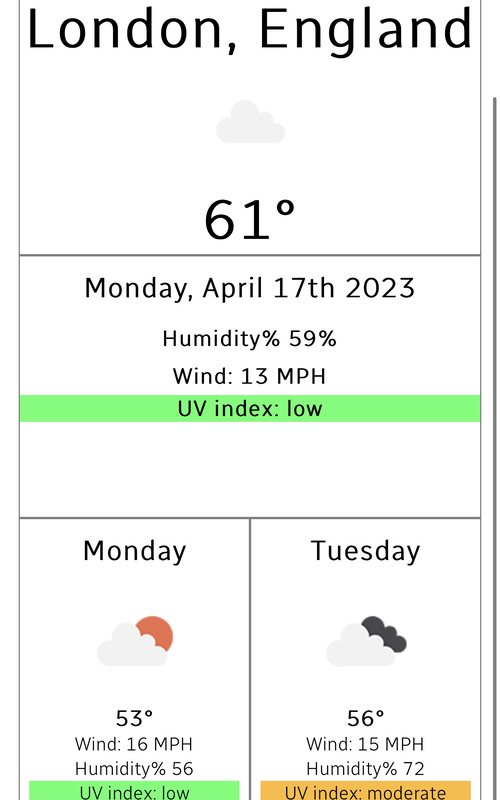 London, England
61°
Monday, April 17th 2023
Humidity% 59%
Wind: 13 MPH
UV index: low
Monday
53°
Wind: 16 MPH
Humidity% 56
UV index: low
Tuesday
56°
Wind: 15 MPH
Humidity% 72
UV index: moderate